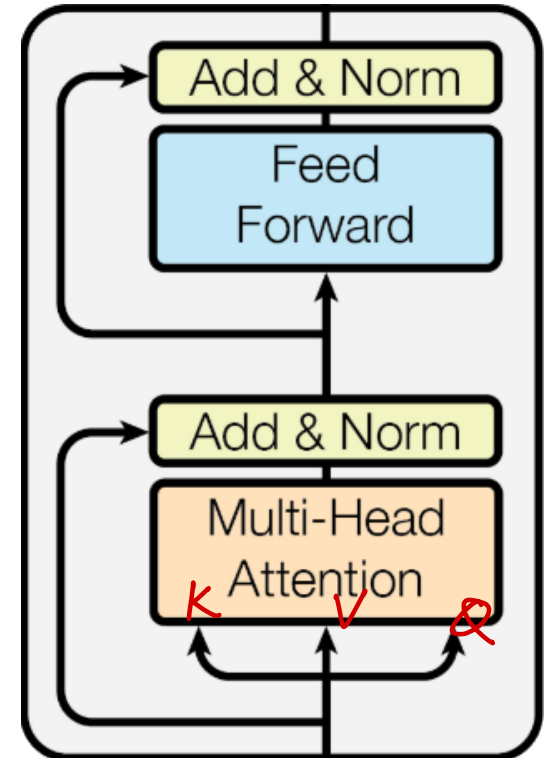 Add & Norm
Feed
Forward
Add & Norm
Multi-Head
Attention
K V Q